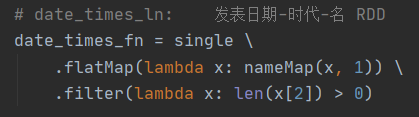 # date_times_ln:    发表日期-时代-名 RDD
date_times_fn = single \
    .flatMap(lambda x: nameMap(x, 1)) \
    .filter(lambda x: len(x[2]) > 0)